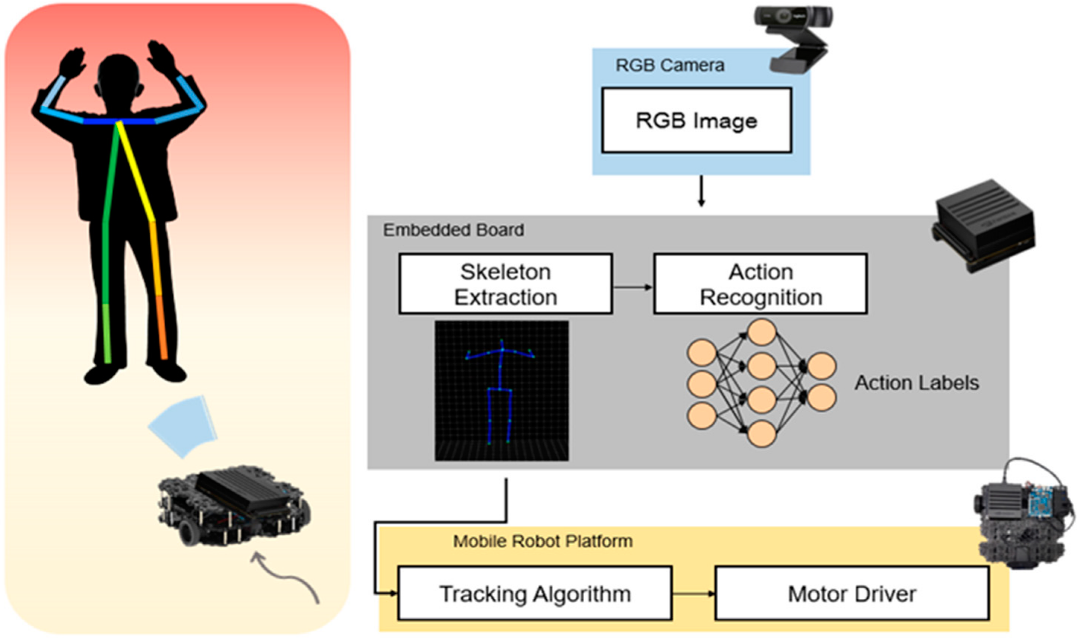 RGB Camera
RGB Image
Embedded Board
Skeleton
Extraction
Action
Recognition
Action Labels
Mobile Robot Platform
Tracking Algorithm
Motor Driver